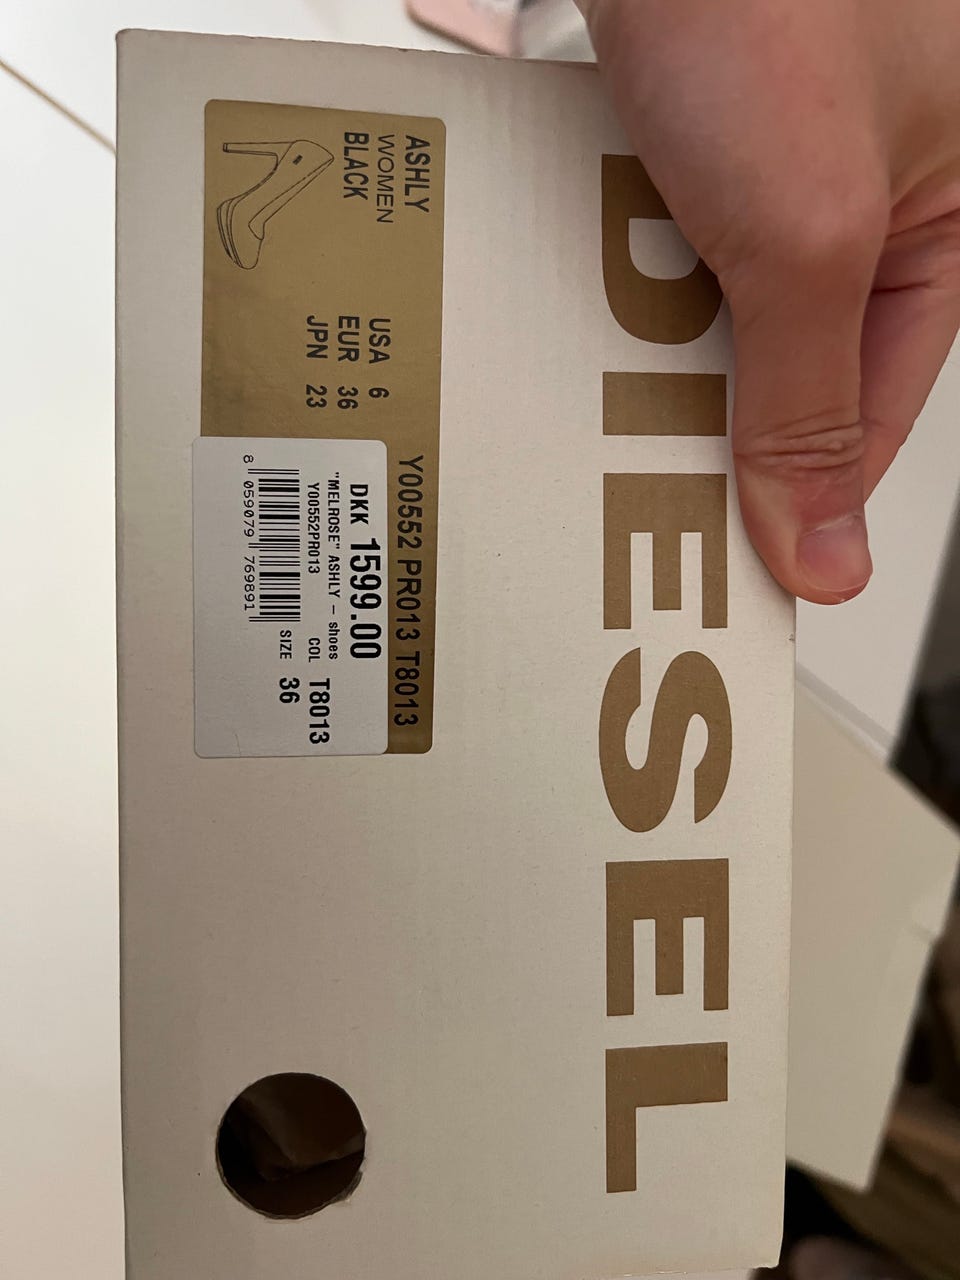 DIESEL
ASHLY
WOMEN
BLACK
USA 6
EUR 36
JPN 23
Y00552 PR013 T8013
DKK 1599.00
"MELROSE" ASHLY – shoes
Y00552PR013 COL T8013
SIZE 36
8 059079 769891